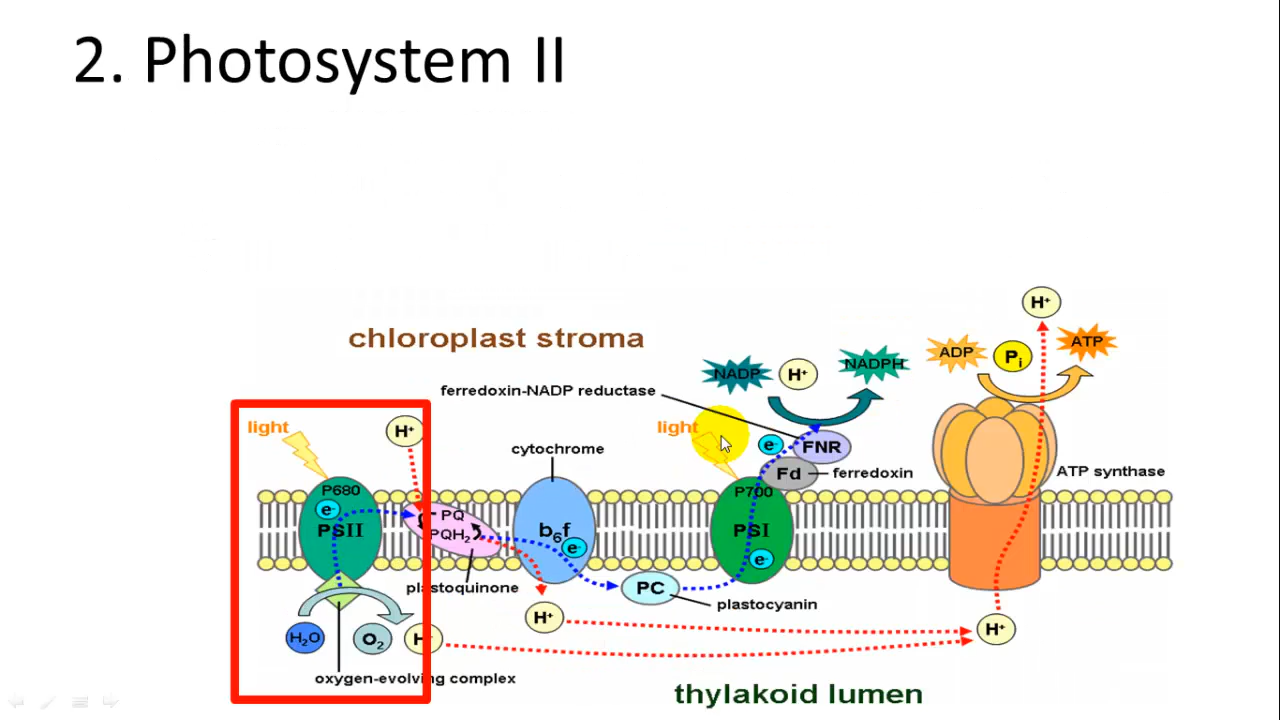 2. Photosystem II
H⁺
chloroplast stroma
ADP
Pᵢ
ATP
NADP
H⁺
NADPH
ferredoxin-NADP reductase
light
H⁺
light
cytochrome
e⁻
FNR
Fd
ferredoxin
ATP synthase
P680
e⁻
PSII
PQ
PQH₂
b₆f
e⁻
P700
PSI
e⁻
plastoquinone
PC
plastocyanin
H₂O
O₂
H⁺
H⁺
H⁺
oxygen-evolving complex
thylakoid lumen